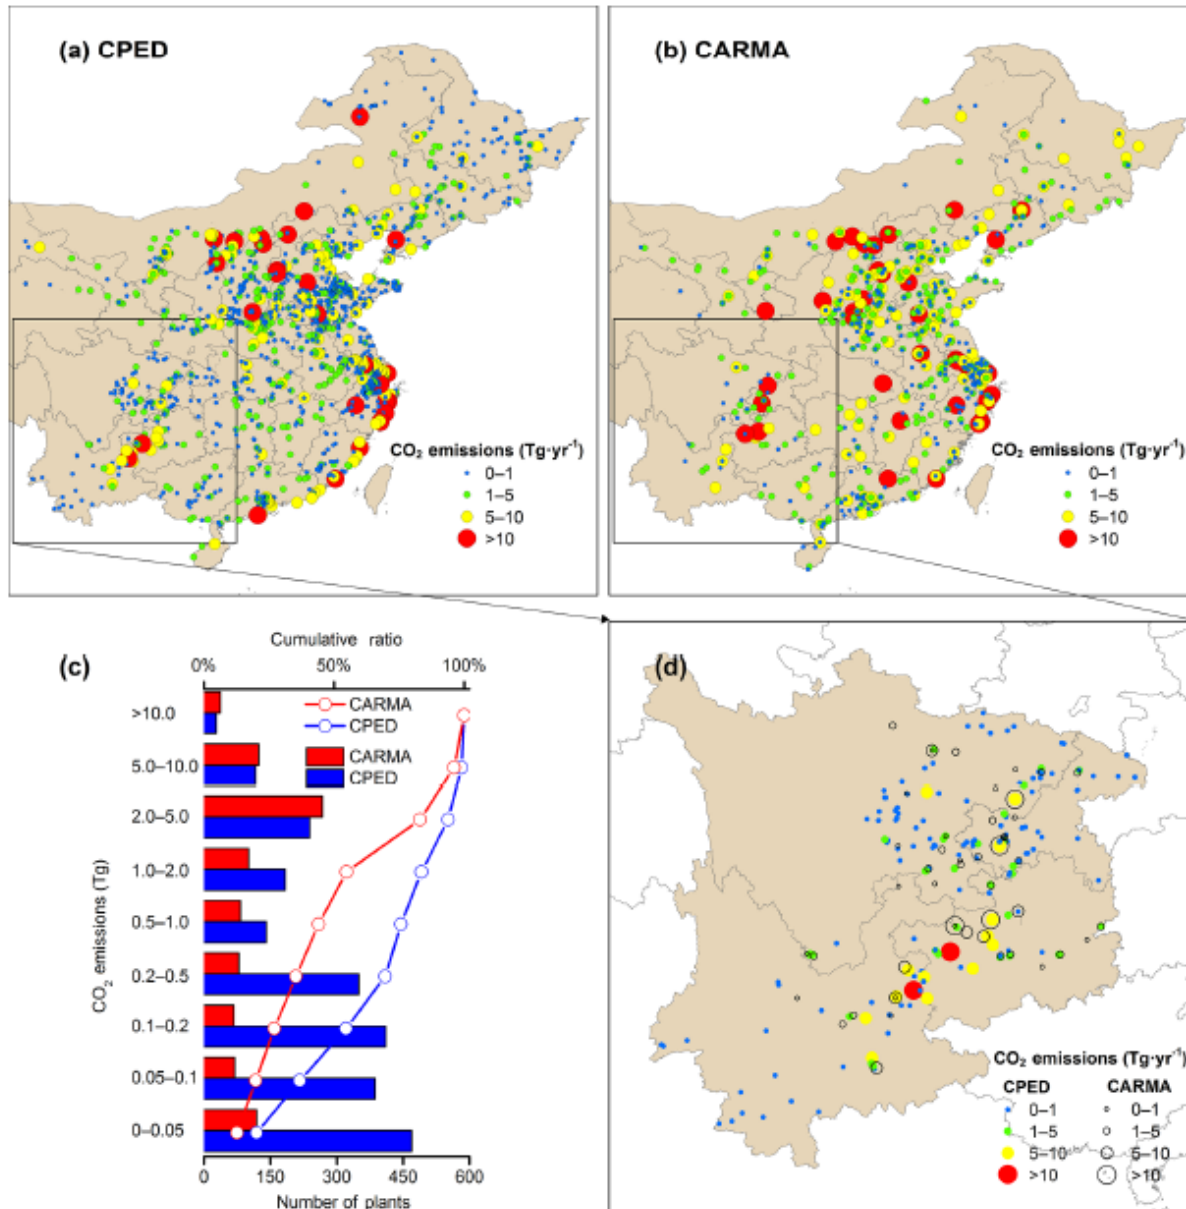 (a) CPED
CO₂ emissions (Tg·yr⁻¹)
0–1
1–5
5–10
>10
(b) CARMA
CO₂ emissions (Tg·yr⁻¹)
0–1
1–5
5–10
>10
(c)
Cumulative ratio
0% 50% 100%
CARMA
CPED
CARMA
CPED
CO₂ emissions (Tg)
>10.0
5.0–10.0
2.0–5.0
1.0–2.0
0.5–1.0
0.2–0.5
0.1–0.2
0.05–0.1
0–0.05
0 150 300 450 600
Number of plants
(d)
CO₂ emissions (Tg·yr⁻¹)
CPED CARMA
0–1 0–1
1–5 1–5
5–10 5–10
>10 >10